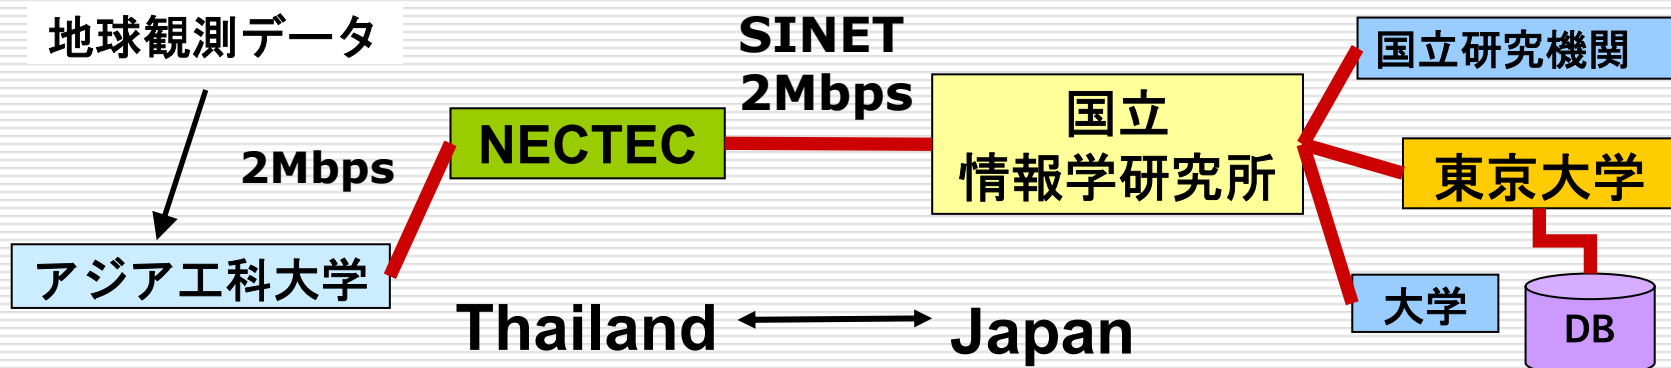 地球観測データ
SINET
2Mbps
国立研究機関
NECTEC
国立
情報学研究所
2Mbps
東京大学
アジア工科大学
大学
Thailand
Japan
DB